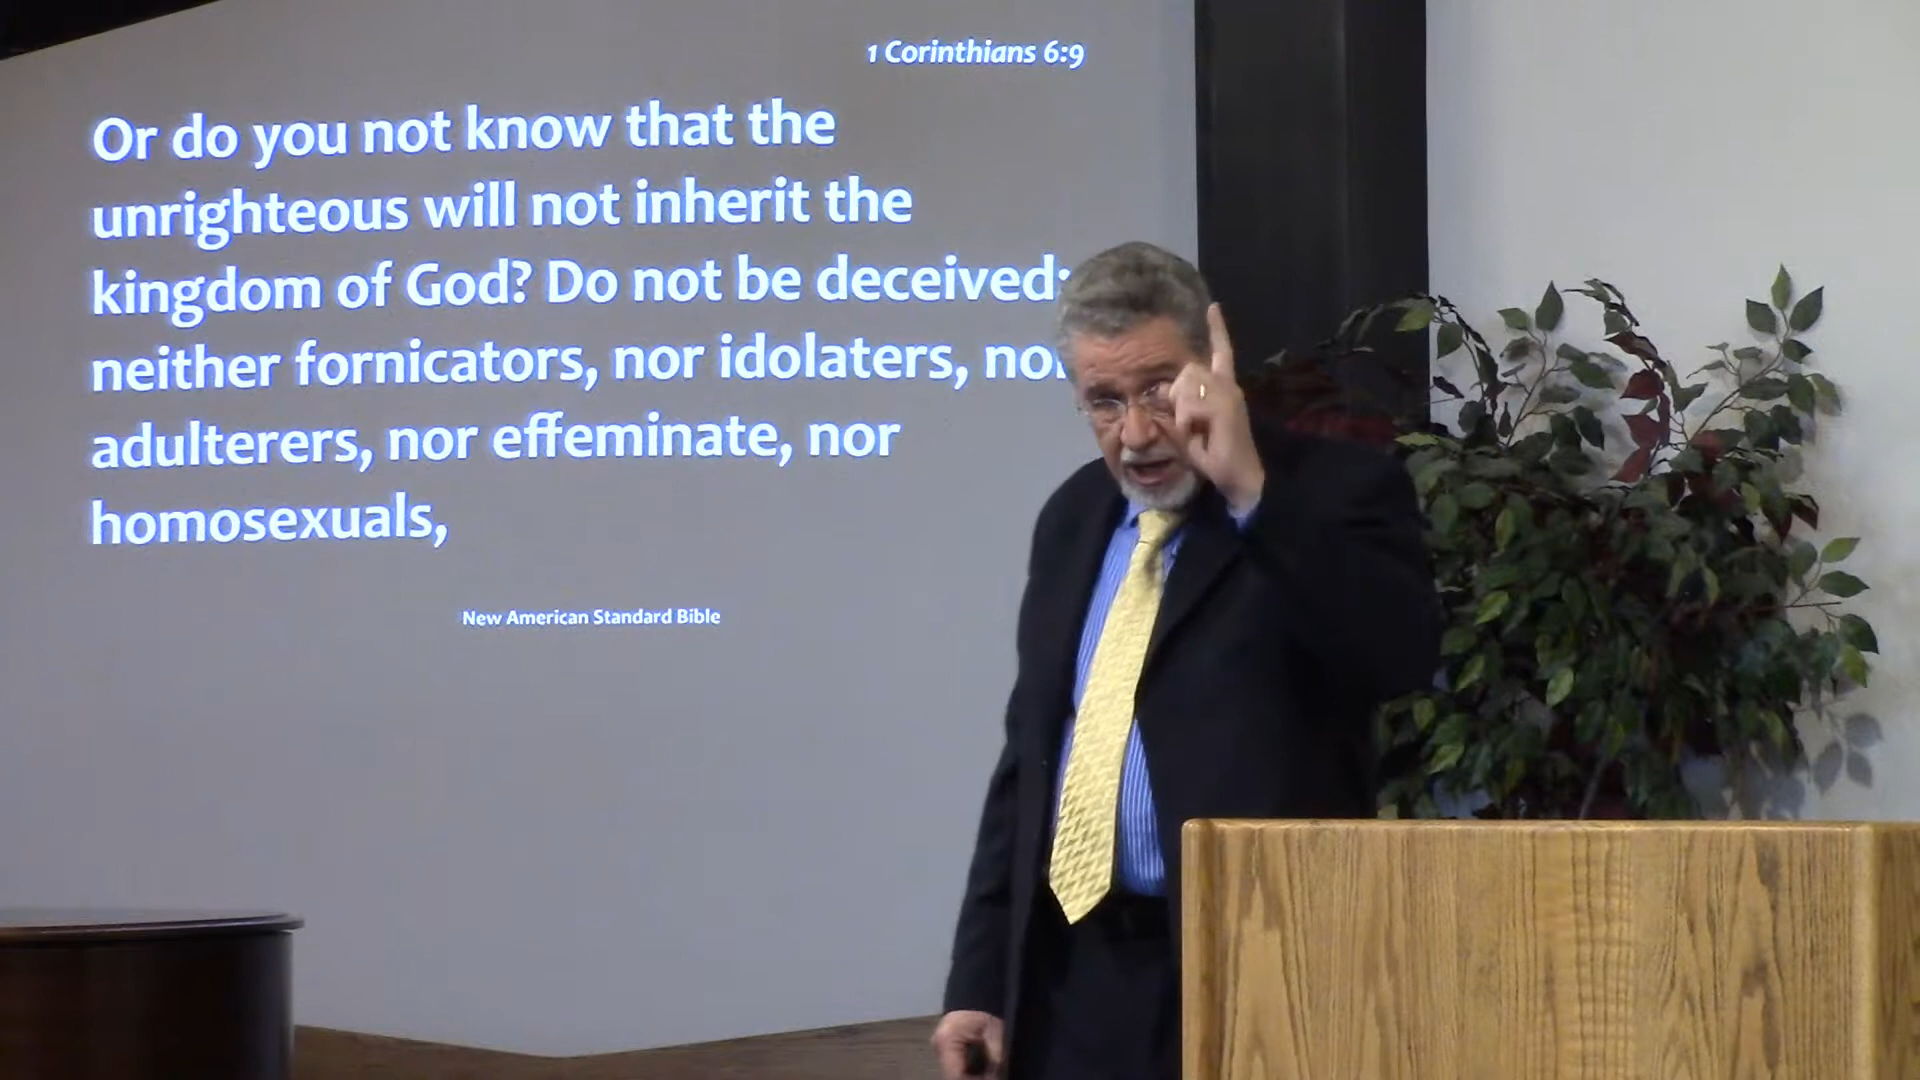 1 Corinthians 6:9
Or do you not know that the
unrighteous will not inherit the
kingdom of God? Do not be deceived;
neither fornicators, nor idolaters, nor
adulterers, nor effeminate, nor
homosexuals,
New American Standard Bible